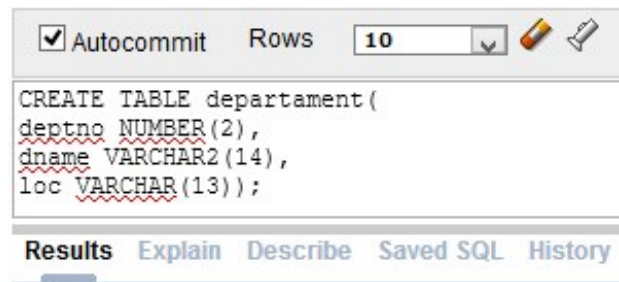 Autocommit Rows 10
CREATE TABLE departament(
deptno NUMBER(2),
dname VARCHAR2(14),
loc VARCHAR(13));
Results Explain Describe Saved SQL History